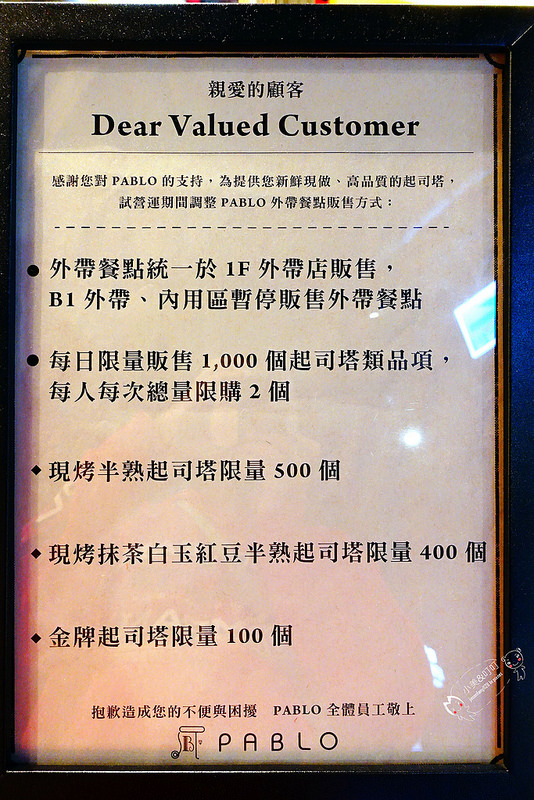 親愛的顧客
Dear Valued Customer
感謝您對 PABLO 的支持，為提供您新鮮現做、高品質的起司塔，
試營運期間調整 PABLO 外帶餐點販售方式：
● 外帶餐點統一於 1F 外帶店販售，
B1 外帶、內用區暫停販售外帶餐點
● 每日限量販售 1,000 個起司塔類品項，
每人每次總量限購 2 個
◆ 現烤半熟起司塔限量 500 個
◆ 現烤抹茶白玉紅豆半熟起司塔限量 400 個
◆ 金牌起司塔限量 100 個
抱歉造成您的不便與困擾 PABLO 全體員工敬上
PABLO